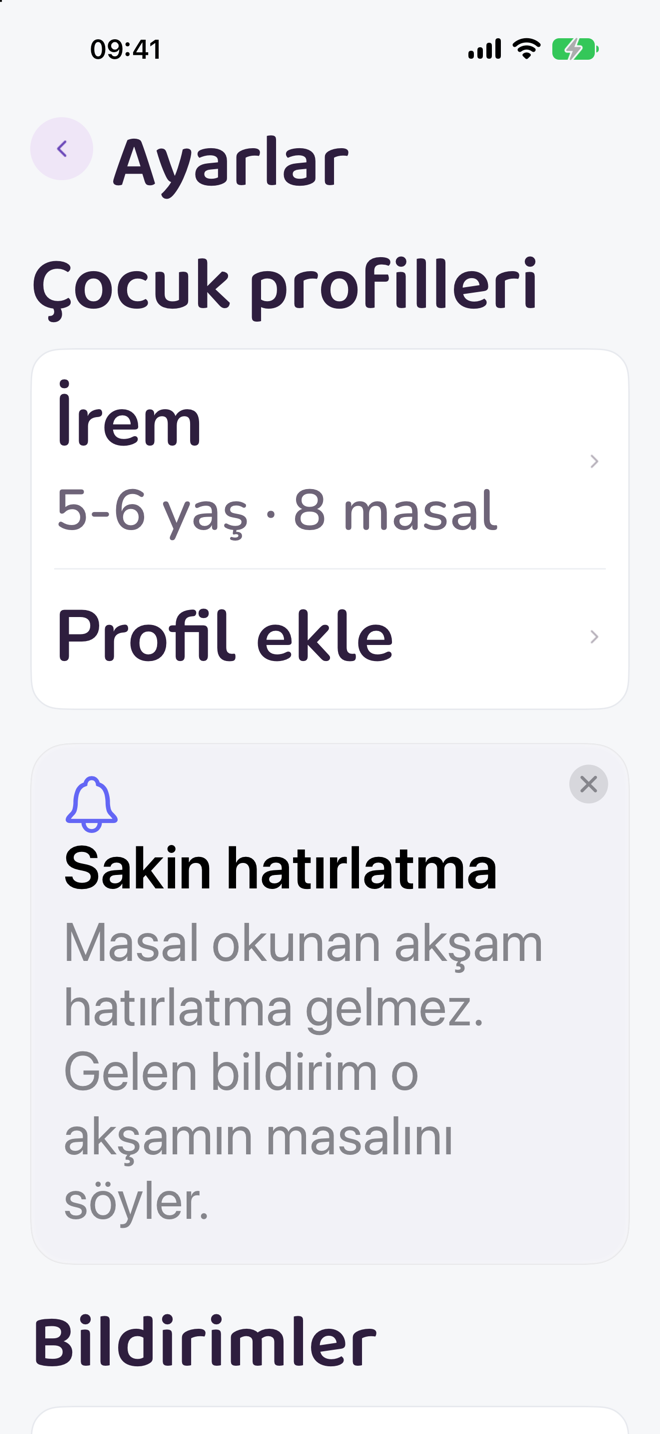 09:41
Ayarlar
Çocuk profilleri
İrem
5-6 yaş · 8 masal
Profil ekle
Sakin hatırlatma
Masal okunan akşam
hatırlatma gelmez.
Gelen bildirim o
akşamın masalını
söyler.
Bildirimler